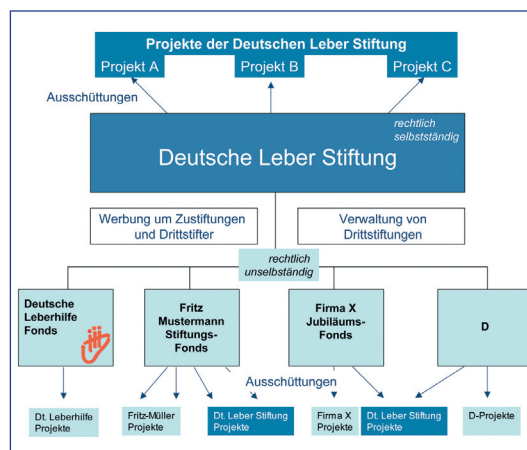 Projekte der Deutschen Leber Stiftung
Projekt A
Projekt B
Projekt C
Ausschüttungen
rechtlich
selbstständig
Deutsche Leber Stiftung
Werbung um Zustiftungen
und Drittstifter
Verwaltung von
Drittstiftungen
rechtlich
unselbständig
Deutsche
Leberhilfe
Fonds
Fritz
Mustermann
Stiftungs-
Fonds
Firma X
Jubiläums-
Fonds
D
Ausschüttungen
Dt. Leberhilfe
Projekte
Fritz-Müller
Projekte
Dt. Leber Stiftung
Projekte
Firma X
Projekte
Dt. Leber Stiftung
Projekte
D-Projekte